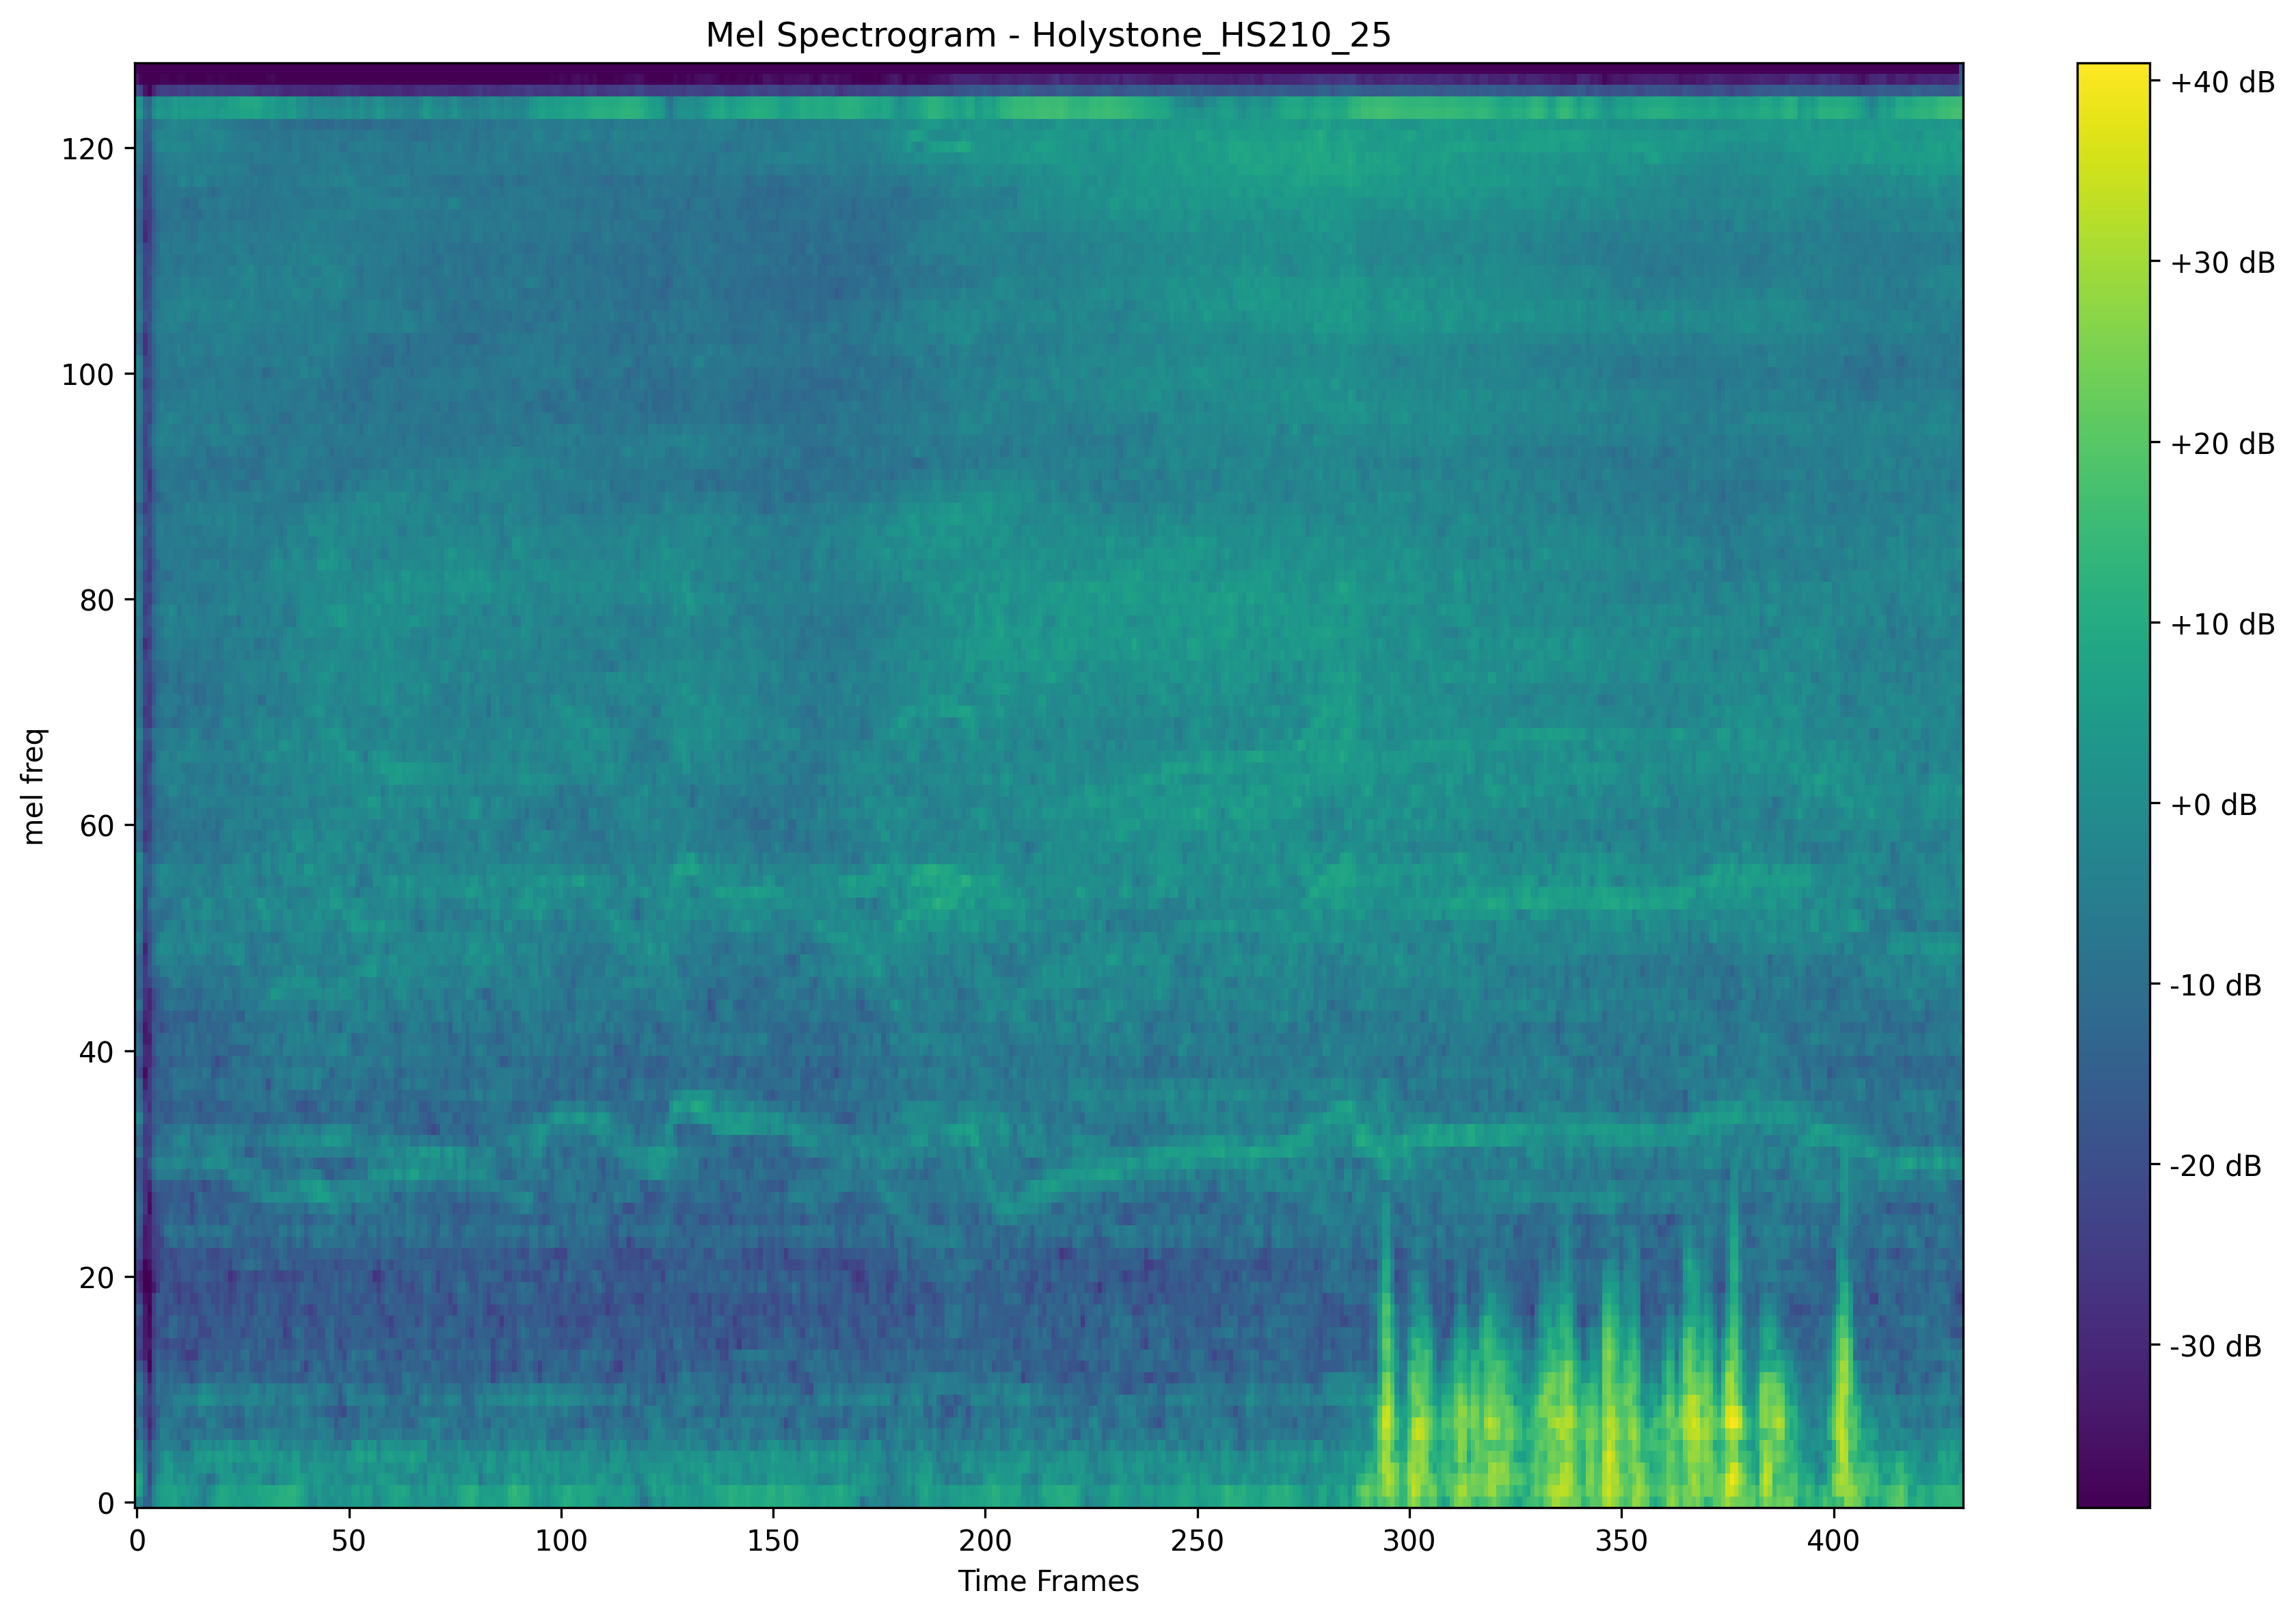 Mel Spectrogram - Holystone_HS210_25
+40 dB
+30 dB
+20 dB
+10 dB
+0 dB
-10 dB
-20 dB
-30 dB
mel freq
120
100
80
60
40
20
0
0 50 100 150 200 250 300 350 400
Time Frames